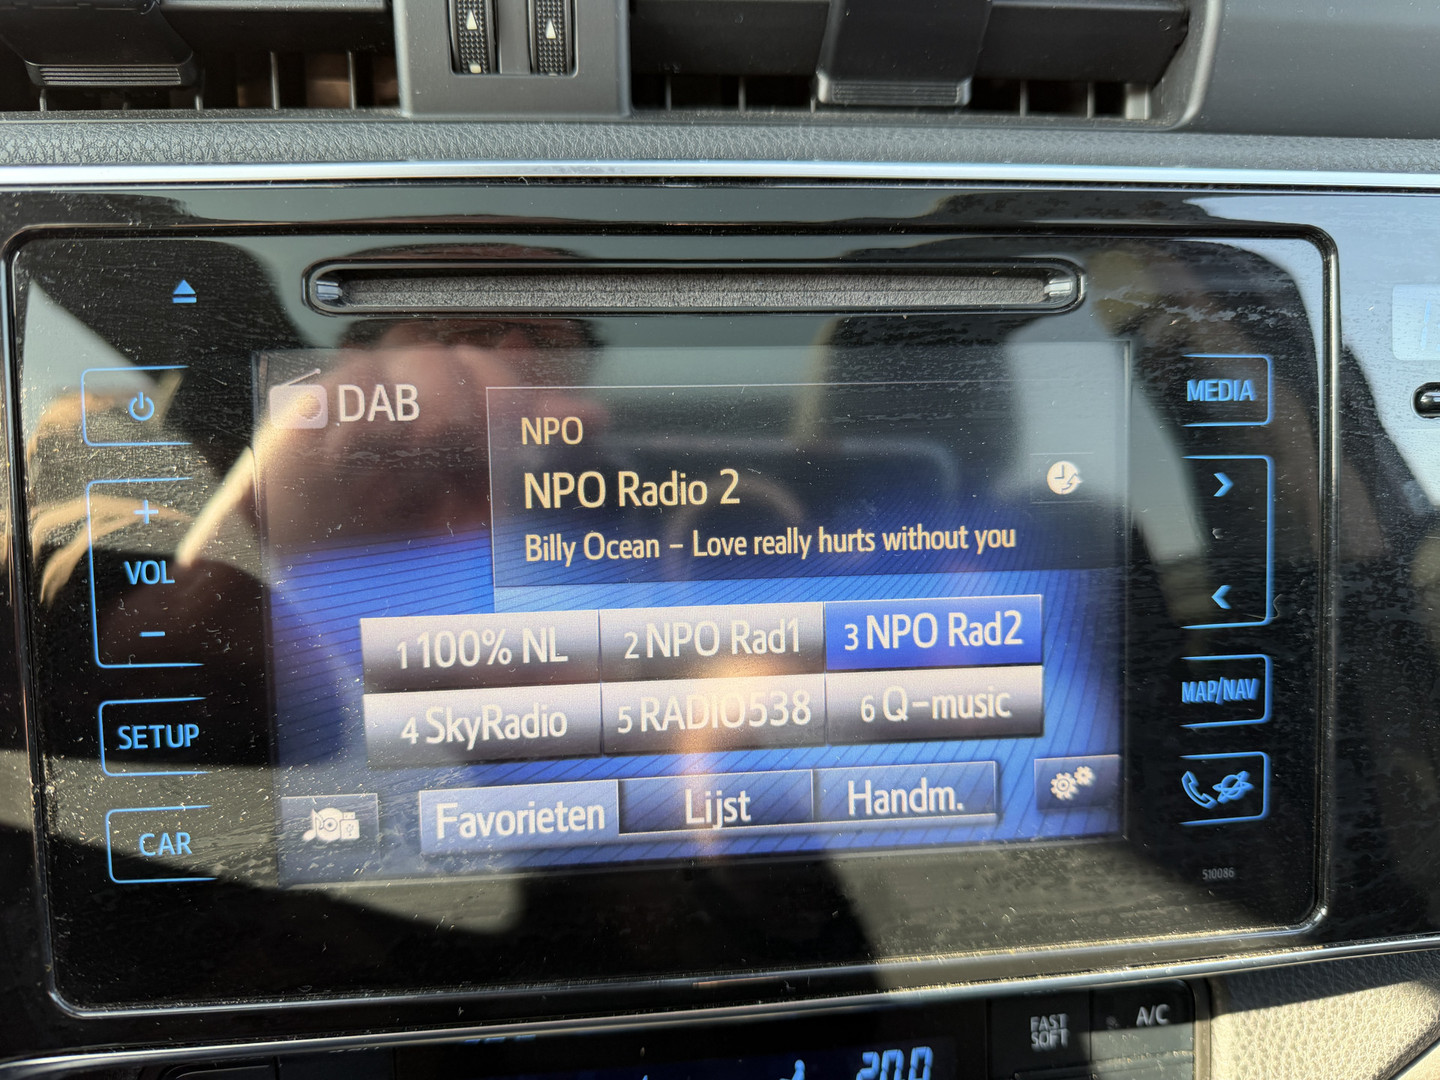 DAB
NPO
NPO Radio 2
Billy Ocean - Love really hurts without you
1 100% NL
2 NPO Rad1
3 NPO Rad2
4 SkyRadio
5 RADIO538
6 Q-music
Favorieten
Lijst
Handm.
+
VOL
-
SETUP
CAR
MEDIA
>
<
MAP/NAV
510086
FAST
SOFT
A/C
20.0